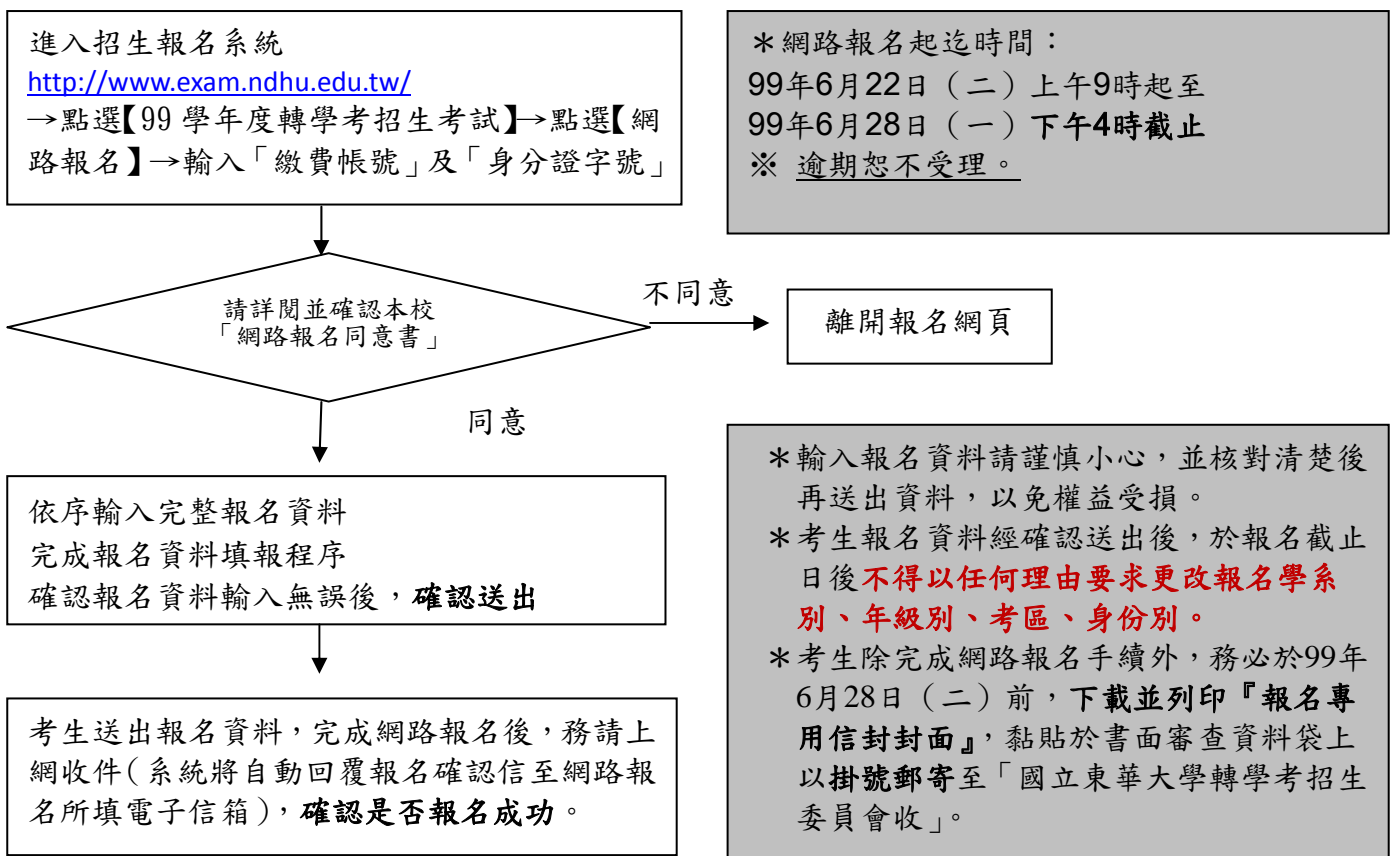 進入招生報名系統
http://www.exam.ndhu.edu.tw/
→點選【99 學年度轉學考招生考試】→點選【網
路報名】→輸入「繳費帳號」及「身分證字號」
＊網路報名起迄時間：
99年6月22日（二）上午9時起至
99年6月28日（一）下午4時截止
※ 逾期恕不受理。
請詳閱並確認本校
「網路報名同意書」
不同意
離開報名網頁
同意
依序輸入完整報名資料
完成報名資料填報程序
確認報名資料輸入無誤後，確認送出
考生送出報名資料，完成網路報名後，務請上
網收件(系統將自動回覆報名確認信至網路報
名所填電子信箱)，確認是否報名成功。
＊輸入報名資料請謹慎小心，並核對清楚後
再送出資料，以免權益受損。
＊考生報名資料經確認送出後，於報名截止
日後不得以任何理由要求更改報名學系
別、年級別、考區、身份別。
＊考生除完成網路報名手續外，務必於99年
6月28日（二）前，下載並列印『報名專
用信封封面』，黏貼於書面審查資料袋上
以掛號郵寄至「國立東華大學轉學考招生
委員會收」。